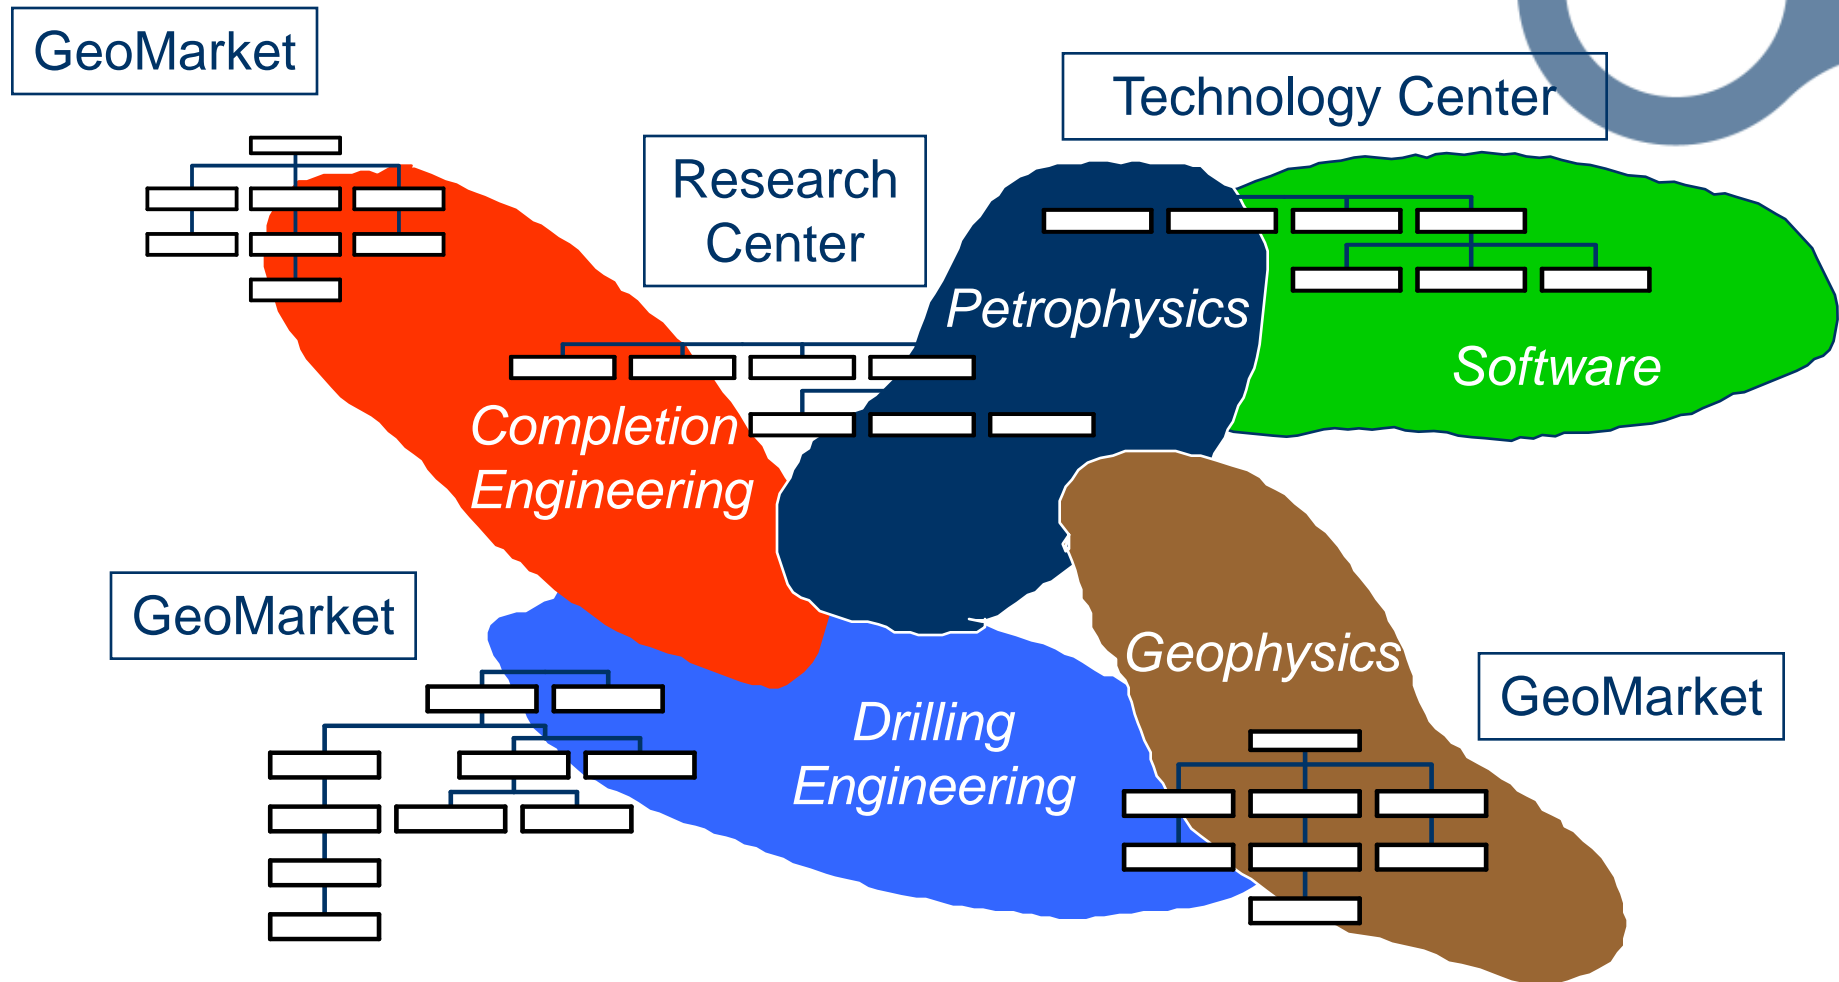 GeoMarket
Technology Center
Research
Center
Petrophysics
Software
Completion
Engineering
GeoMarket
Geophysics
GeoMarket
Drilling
Engineering